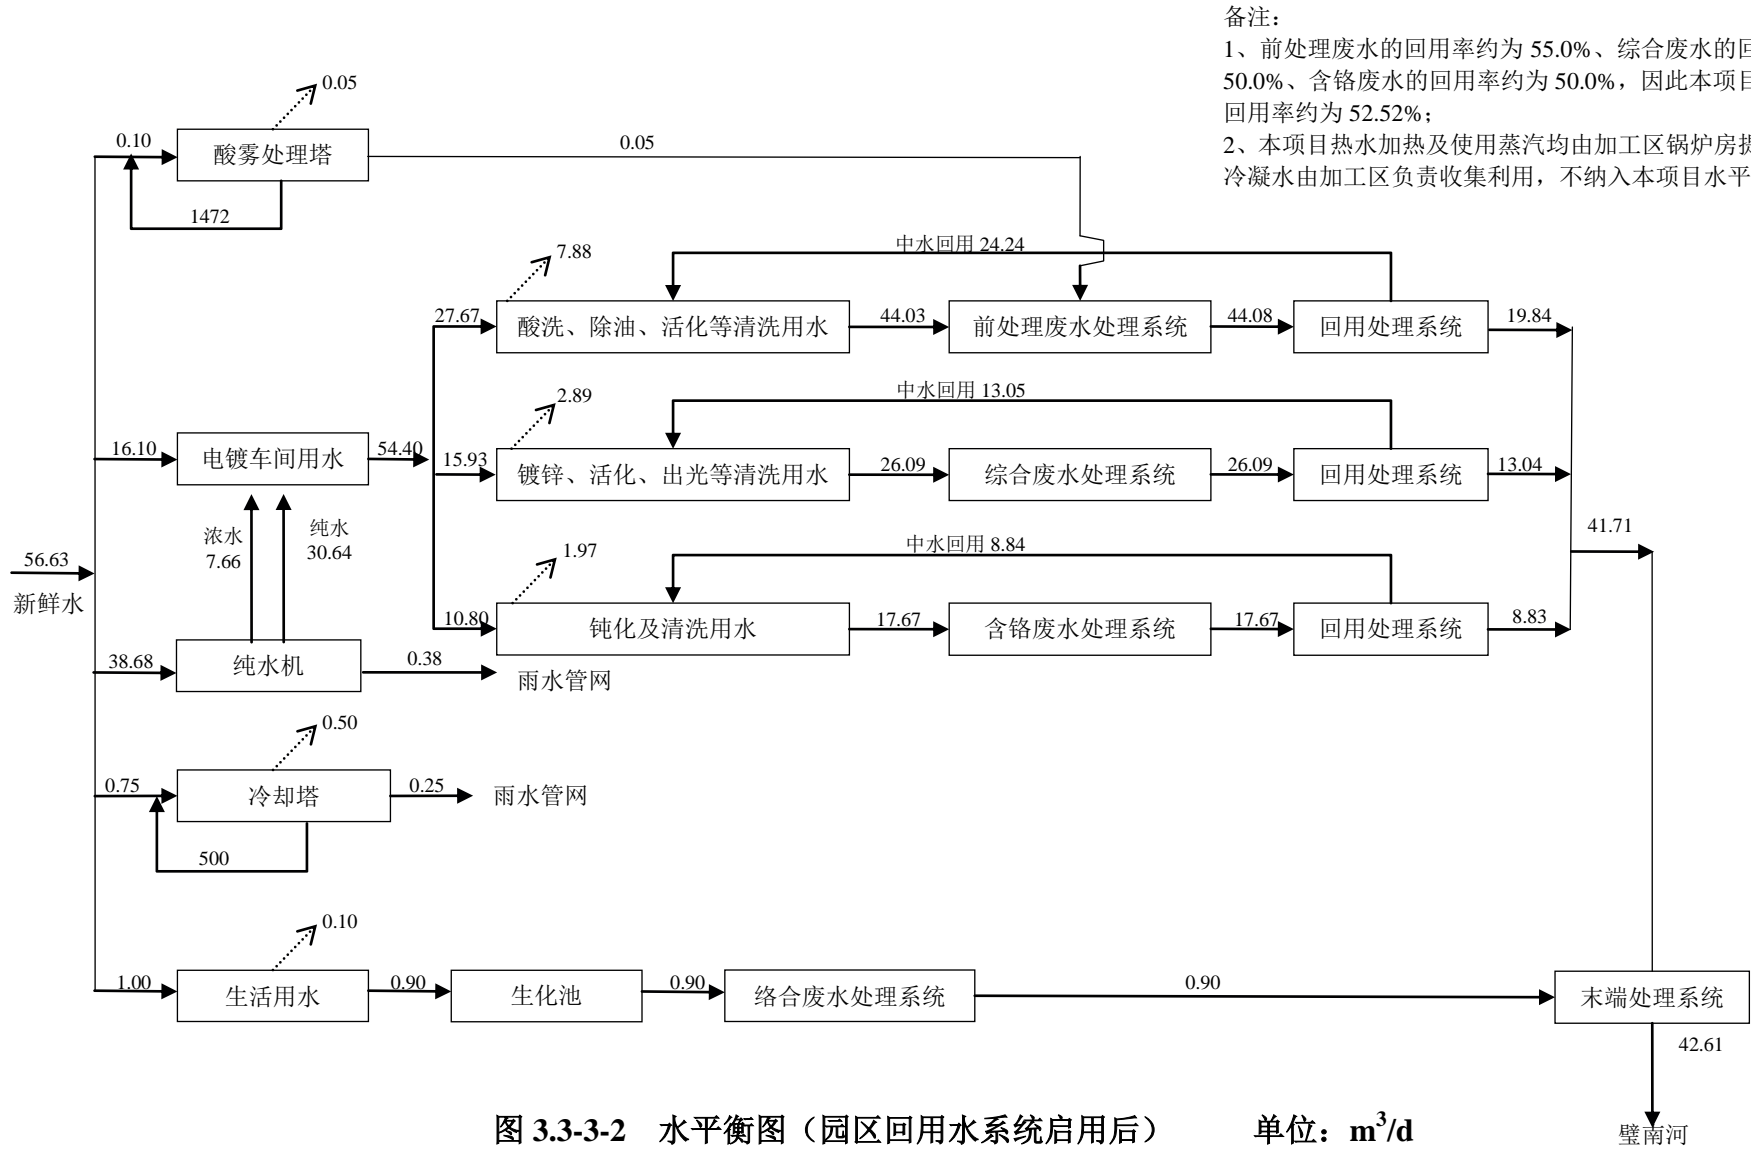 备注：
1、前处理废水的回用率约为 55.0%、综合废水的回
50.0%、含铬废水的回用率约为 50.0%，因此本项目
回用率约为 52.52%；
2、本项目热水加热及使用蒸汽均由加工区锅炉房提
冷凝水由加工区负责收集利用，不纳入本项目水平
0.05
0.10
酸雾处理塔
0.05
1472
7.88
中水回用 24.24
27.67
酸洗、除油、活化等清洗用水
44.03
前处理废水处理系统
44.08
回用处理系统
19.84
2.89
中水回用 13.05
16.10
电镀车间用水
54.40
15.93
镀锌、活化、出光等清洗用水
26.09
综合废水处理系统
26.09
回用处理系统
13.04
浓水
7.66
纯水
30.64
41.71
56.63
新鲜水
1.97
中水回用 8.84
10.80
钝化及清洗用水
17.67
含铬废水处理系统
17.67
回用处理系统
8.83
38.68
纯水机
0.38
雨水管网
0.50
0.75
冷却塔
0.25
雨水管网
500
0.10
1.00
生活用水
0.90
生化池
0.90
络合废水处理系统
0.90
末端处理系统
42.61
图 3.3-3-2 水平衡图（园区回用水系统启用后） 单位：m³/d
璧南河